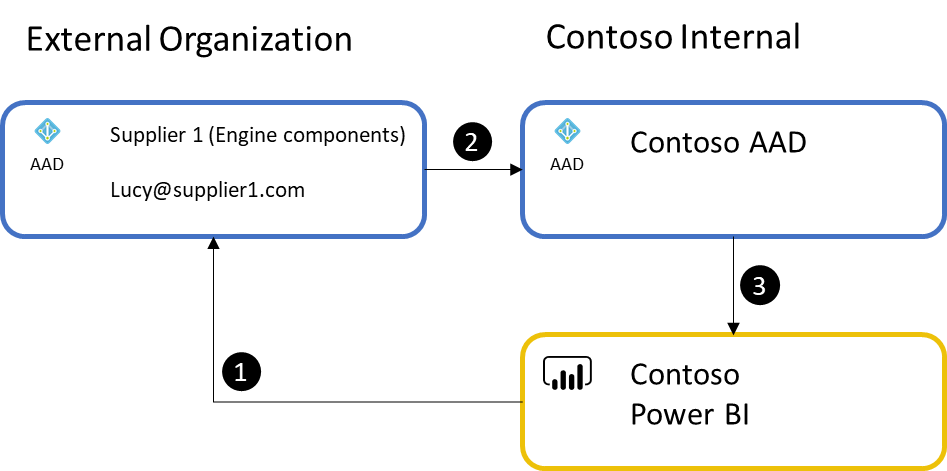 External Organization
Contoso Internal
AAD
Supplier 1 (Engine components)
Lucy@supplier1.com
2
AAD
Contoso AAD
3
1
Contoso
Power BI